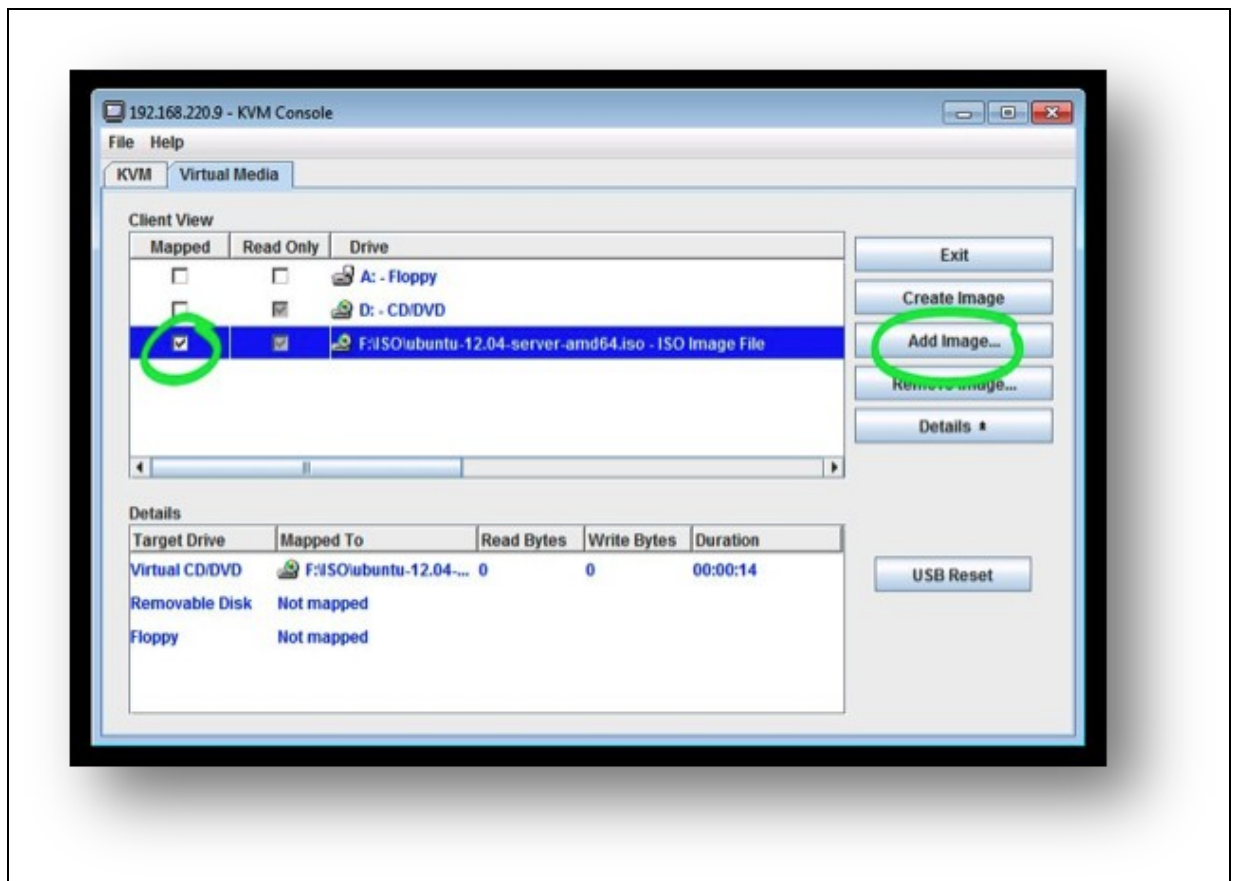 192.168.220.9 - KVM Console
File Help
KVM Virtual Media
Client View
Mapped Read Only Drive
A: - Floppy
D: - CD/DVD
F:\ISO\ubuntu-12.04-server-amd64.iso - ISO Image File
Exit
Create Image
Add Image...
Remove Image...
Details
Details
Target Drive Mapped To Read Bytes Write Bytes Duration
Virtual CD/DVD F:\ISO\ubuntu-12.04-... 0 0 00:00:14
Removable Disk Not mapped
Floppy Not mapped
USB Reset